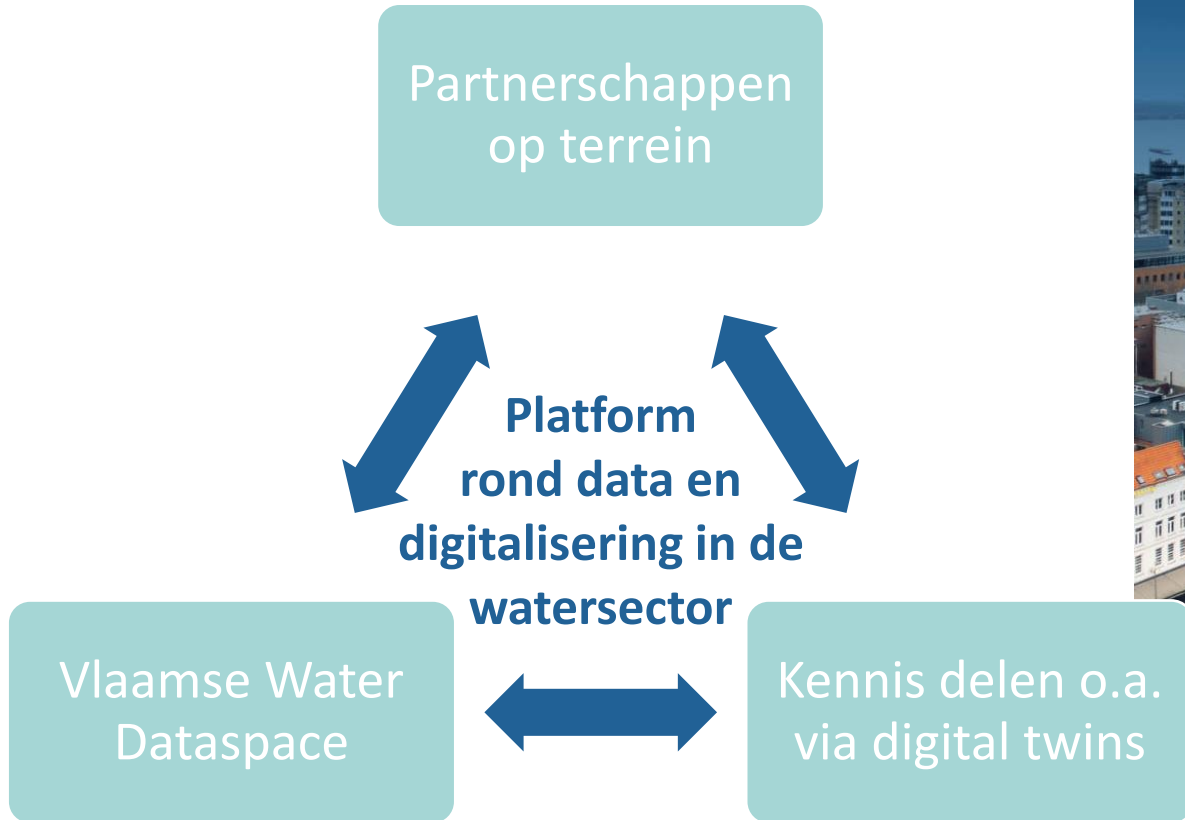 Partnerschappen
op terrein
Platform
rond data en
digitalisering in de
watersector
Vlaamse Water
Dataspace
Kennis delen o.a.
via digital twins